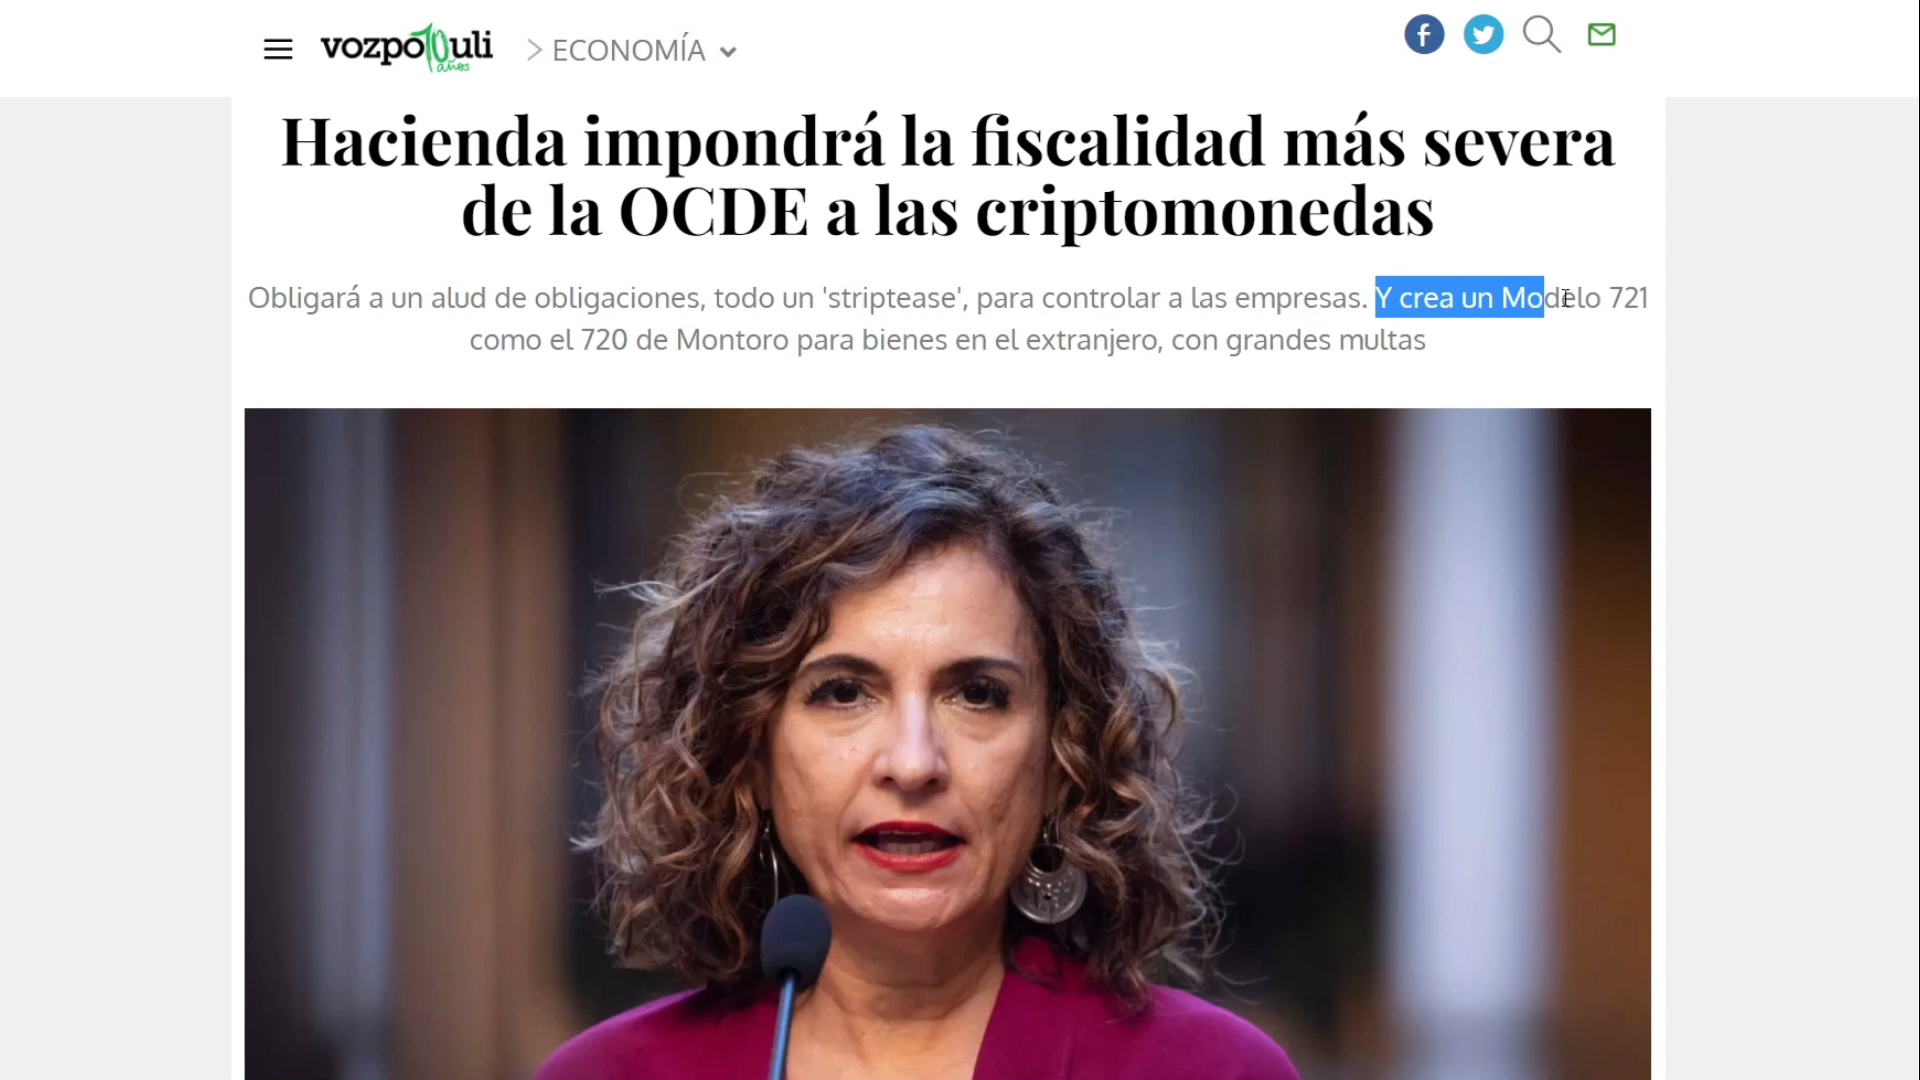 vozpópuli
10 años
> ECONOMÍA
Hacienda impondrá la fiscalidad más severa
de la OCDE a las criptomonedas
Obligará a un alud de obligaciones, todo un 'striptease', para controlar a las empresas. Y crea un Modelo 721
como el 720 de Montoro para bienes en el extranjero, con grandes multas